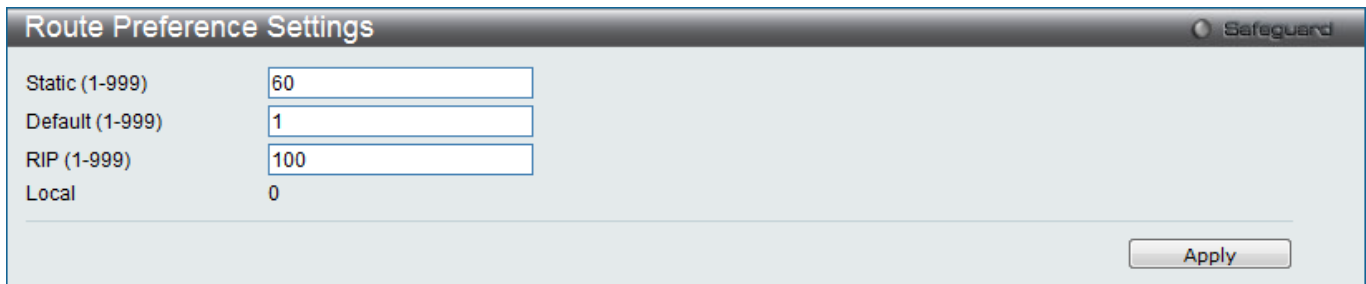 Route Preference Settings
Safeguard
Static (1-999)
60
Default (1-999)
1
RIP (1-999)
100
Local
0
Apply